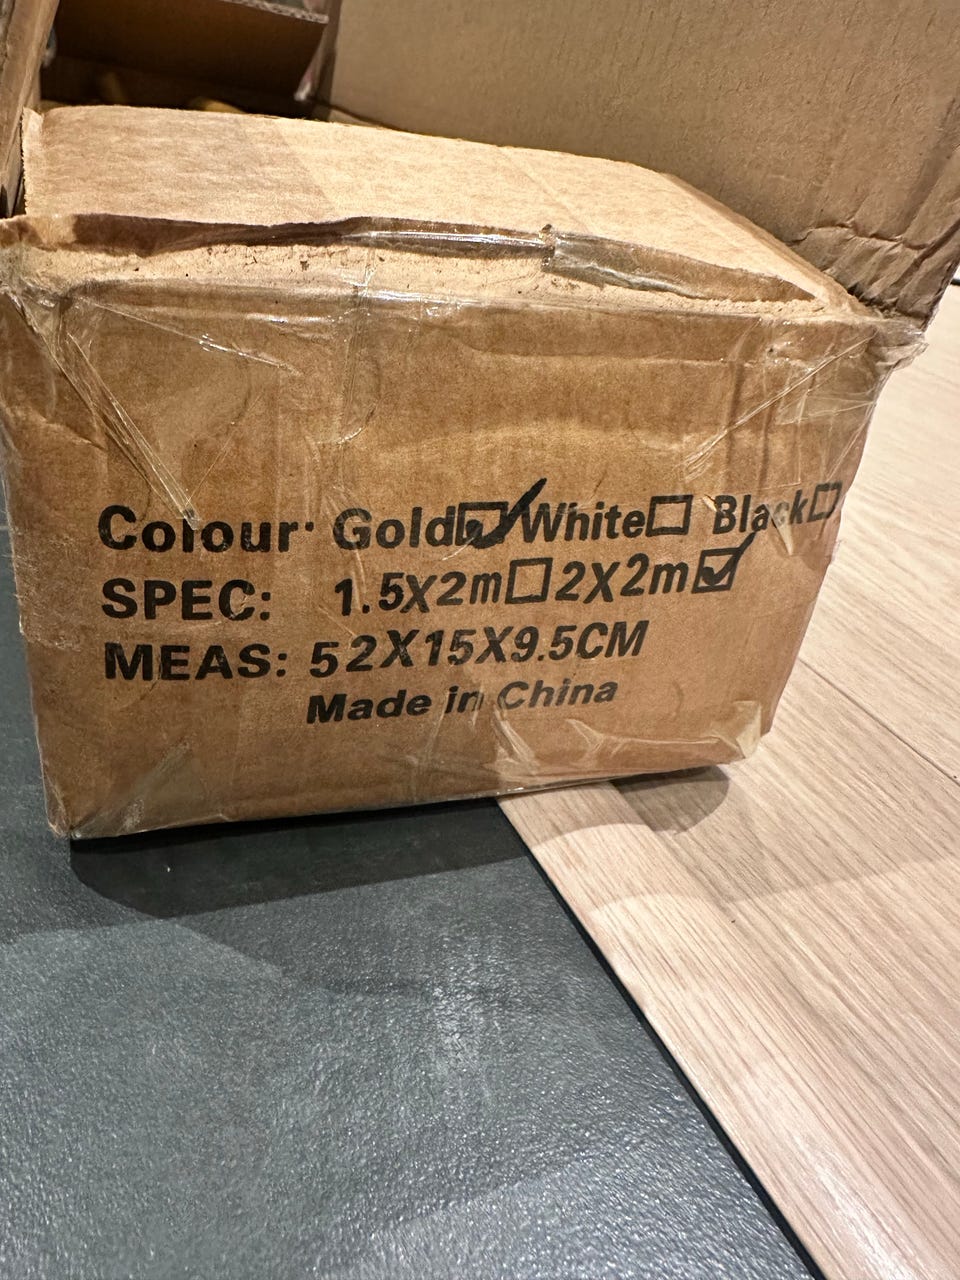 Colour: Gold☑White☐ Black☐
SPEC: 1.5X2m☐2X2m☑
MEAS: 52X15X9.5CM
Made in China